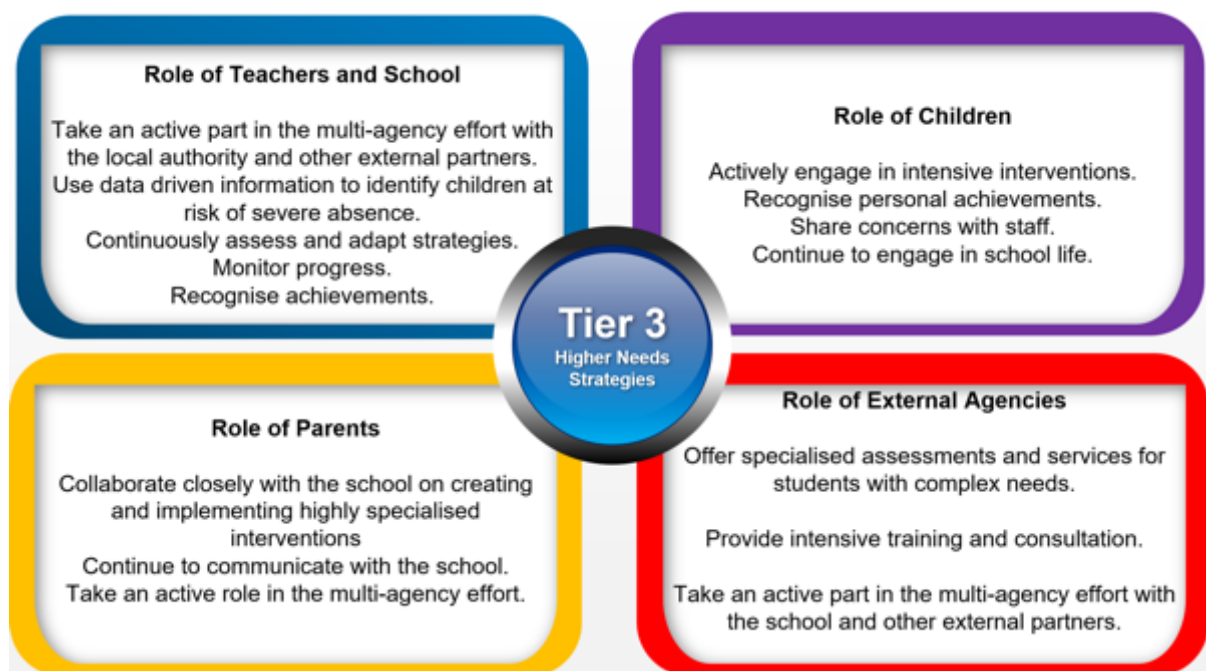 Role of Teachers and School
Take an active part in the multi-agency effort with
the local authority and other external partners.
Use data driven information to identify children at
risk of severe absence.
Continuously assess and adapt strategies.
Monitor progress.
Recognise achievements.
Role of Children
Actively engage in intensive interventions.
Recognise personal achievements.
Share concerns with staff.
Continue to engage in school life.
Tier 3
Higher Needs
Strategies
Role of Parents
Collaborate closely with the school on creating
and implementing highly specialised
interventions
Continue to communicate with the school.
Take an active role in the multi-agency effort.
Role of External Agencies
Offer specialised assessments and services for
students with complex needs.
Provide intensive training and consultation.
Take an active part in the multi-agency effort with
the school and other external partners.